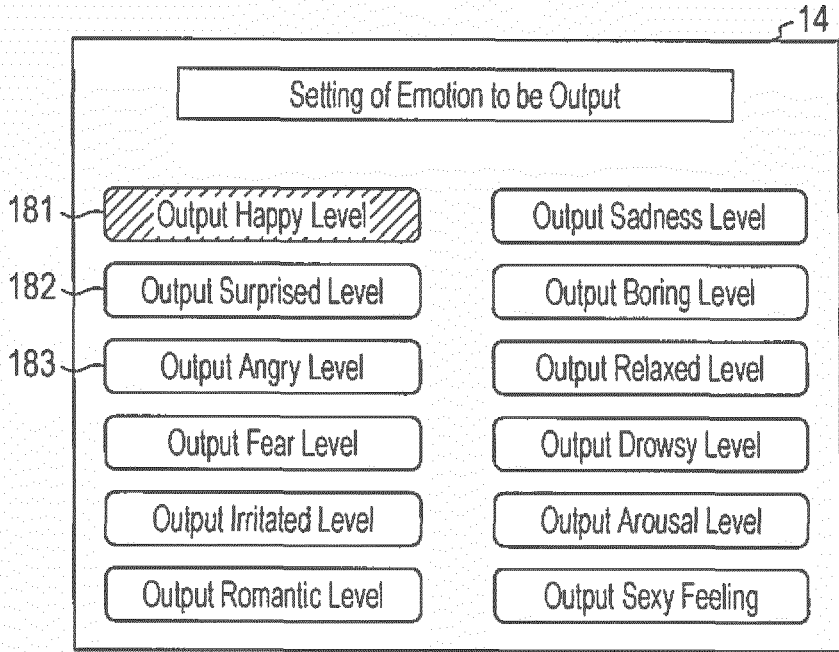 14
Setting of Emotion to be Output
181
Output Happy Level
Output Sadness Level
182
Output Surprised Level
Output Boring Level
183
Output Angry Level
Output Relaxed Level
Output Fear Level
Output Drowsy Level
Output Irritated Level
Output Arousal Level
Output Romantic Level
Output Sexy Feeling